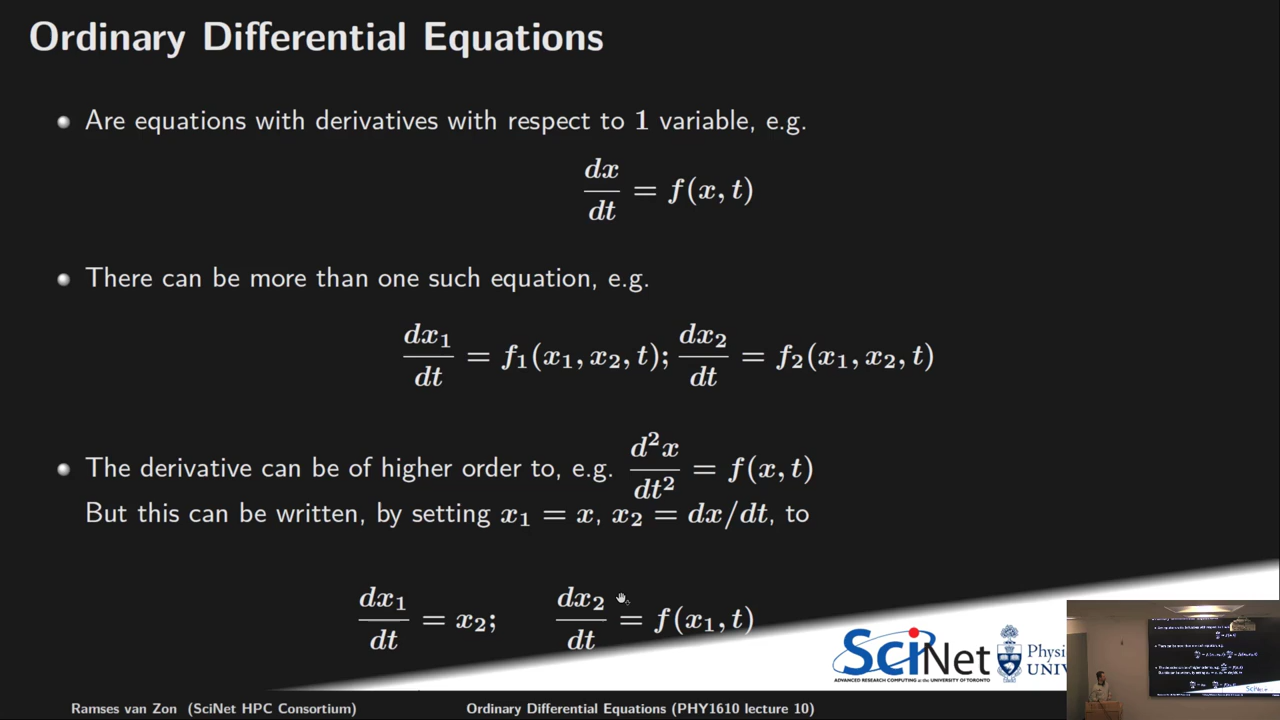 Ordinary Differential Equations
Are equations with derivatives with respect to 1 variable, e.g.
dx/dt = f(x, t)
There can be more than one such equation, e.g.
dx₁/dt = f₁(x₁, x₂, t); dx₂/dt = f₂(x₁, x₂, t)
The derivative can be of higher order to, e.g. d²x/dt² = f(x, t)
But this can be written, by setting x₁ = x, x₂ = dx/dt, to
dx₁/dt = x₂; dx₂/dt = f(x₁, t)
SciNet
ADVANCED RESEARCH COMPUTING at the UNIVERSITY OF TORONTO
Physi
UNIV
Ramses van Zon (SciNet HPC Consortium)
Ordinary Differential Equations (PHY1610 lecture 10)